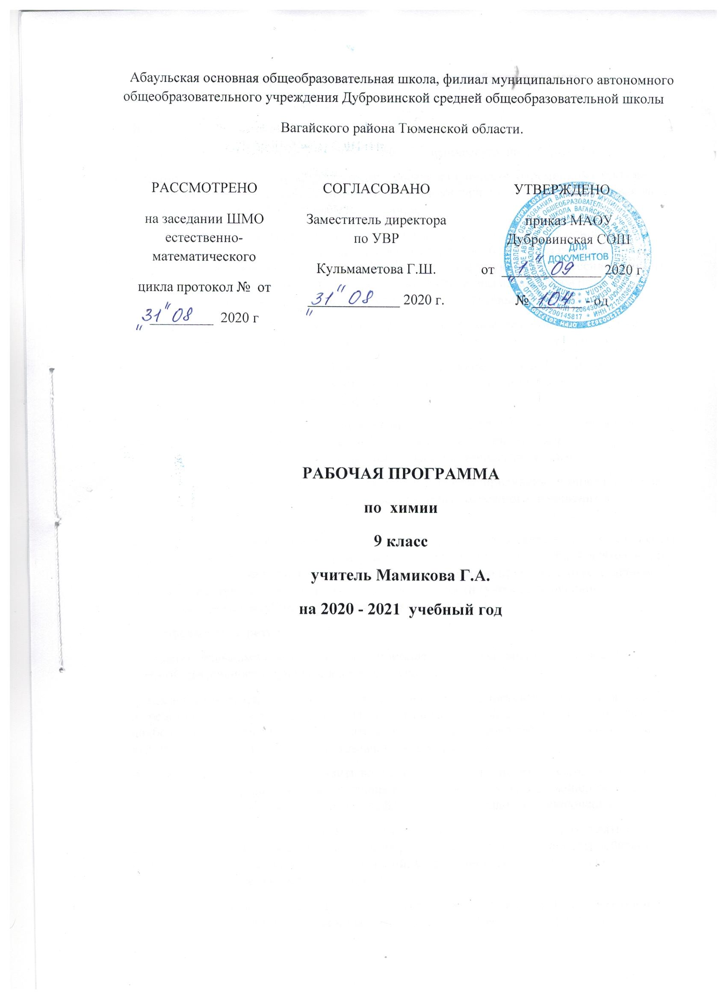 Абаульская основная общеобразовательная школа, филиал муниципального автономного
общеобразовательного учреждения Дубровинской средней общеобразовательной школы
Вагайского района Тюменской области.
РАССМОТРЕНО
на заседании ШМО
естественно-
математического
цикла протокол № от
"31" 08 2020 г
СОГЛАСОВАНО
Заместитель директора
по УВР
Кульмаметова Г.Ш.
"31" 08 2020 г.
УТВЕРЖДЕНО
приказ МАОУ
Дубровинская СОШ
от "1" 09 2020 г
№ 104 - од
ДЛЯ
ДОКУМЕНТОВ
РАБОЧАЯ ПРОГРАММА
по химии
9 класс
учитель Мамикова Г.А.
на 2020 - 2021 учебный год